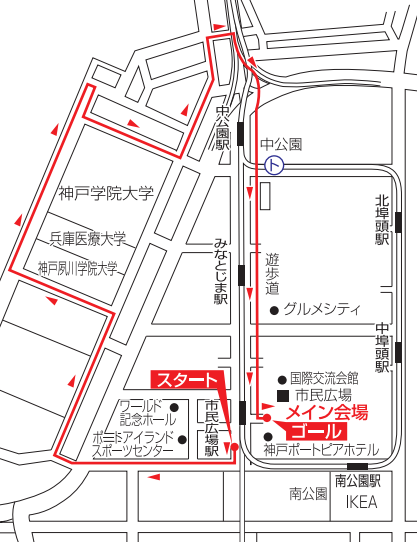 中公園駅
中公園
ト
神戸学院大学
兵庫医療大学
神戸夙川学院大学
北埠頭駅
みなとじま駅
遊歩道
グルメシティ
中埠頭駅
スタート
国際交流会館
市民広場
ワールド
記念ホール
市民広場駅
メイン会場
ゴール
ポートアイランド
スポーツセンター
神戸ポートピアホテル
南公園駅
南公園
IKEA